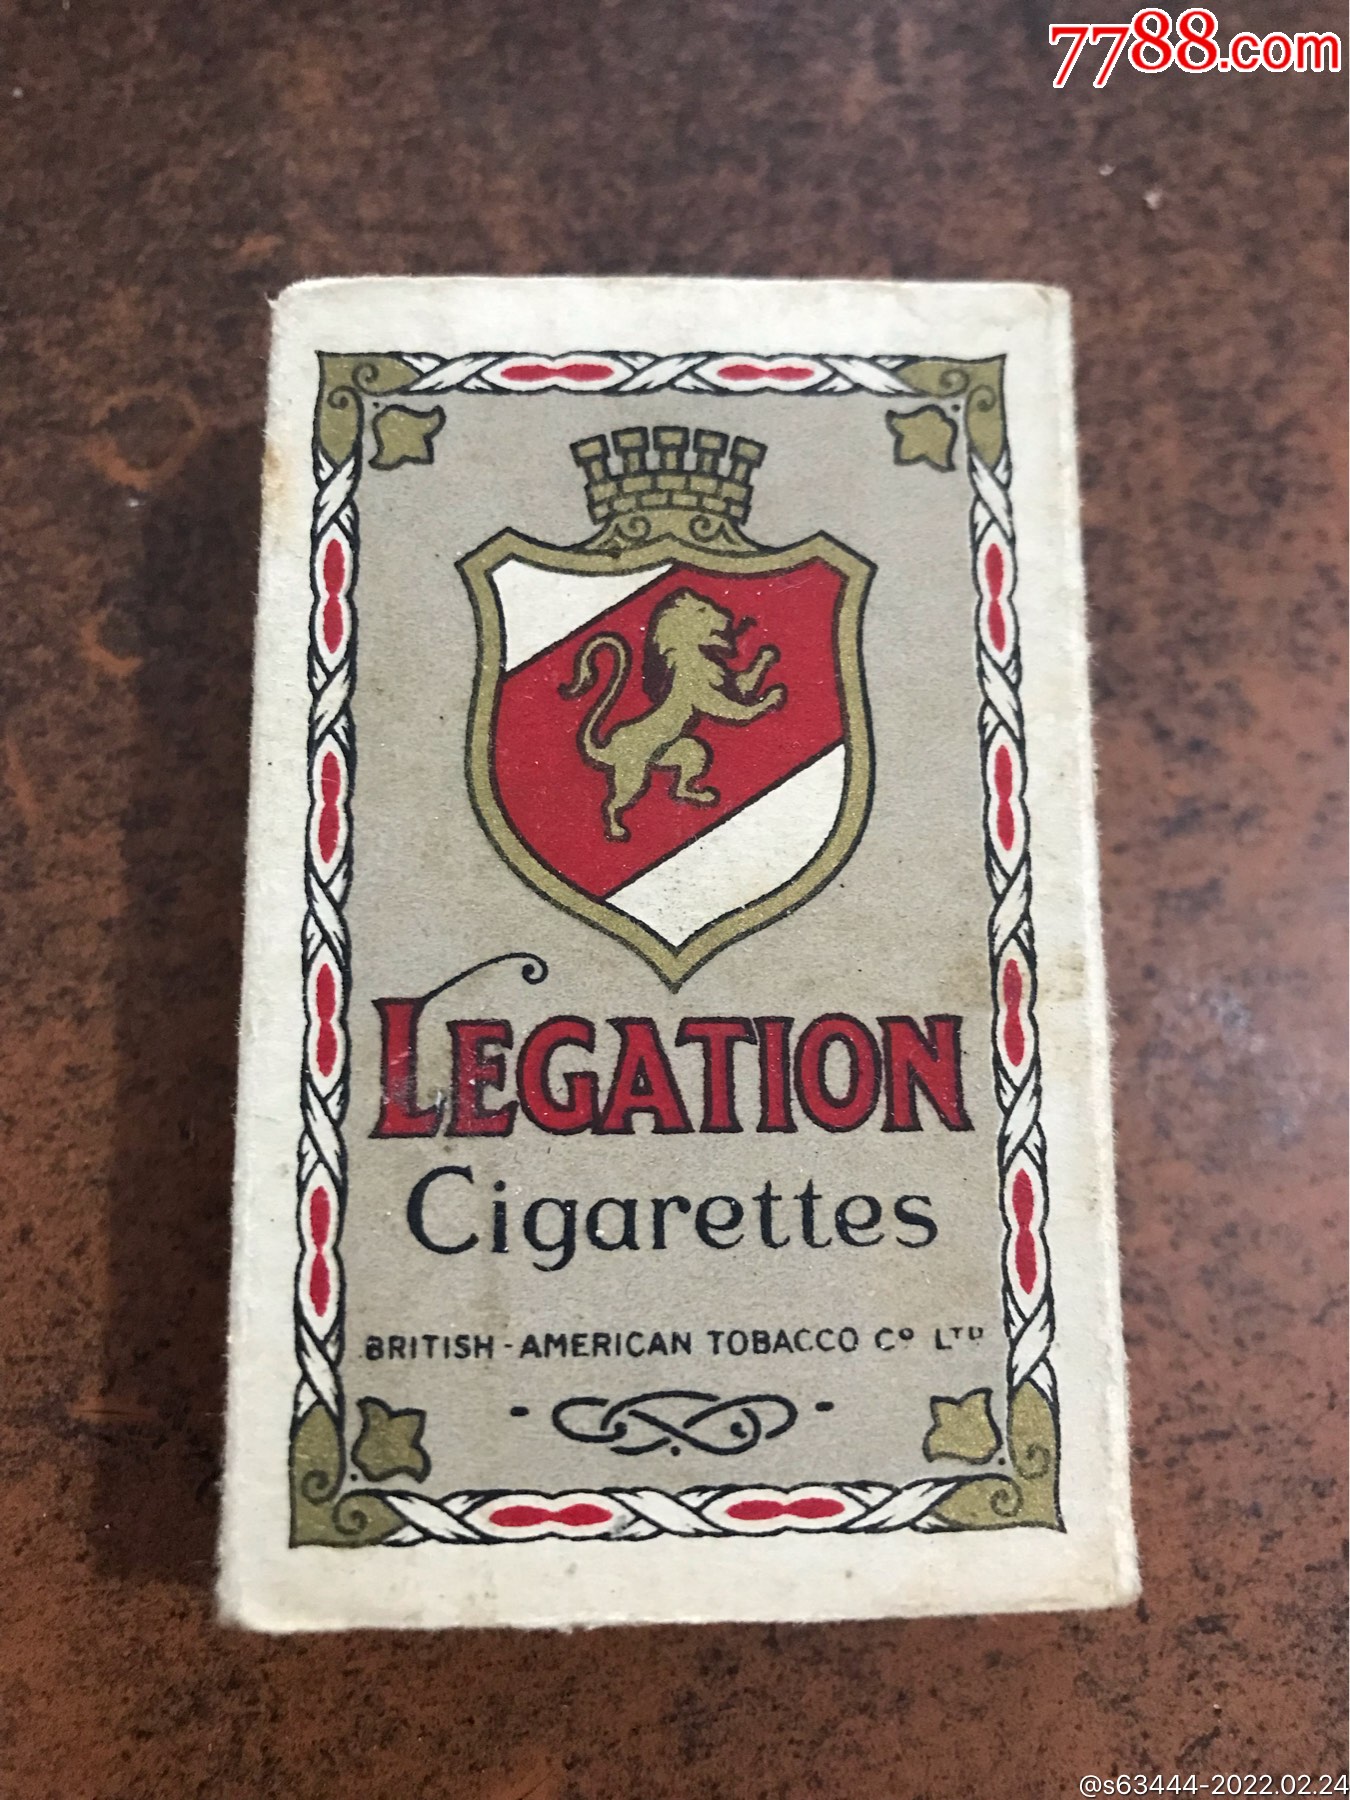 7788.com
LEGATION
Cigarettes
BRITISH-AMERICAN TOBACCO Cº LTD
@s63444-2022.02.24